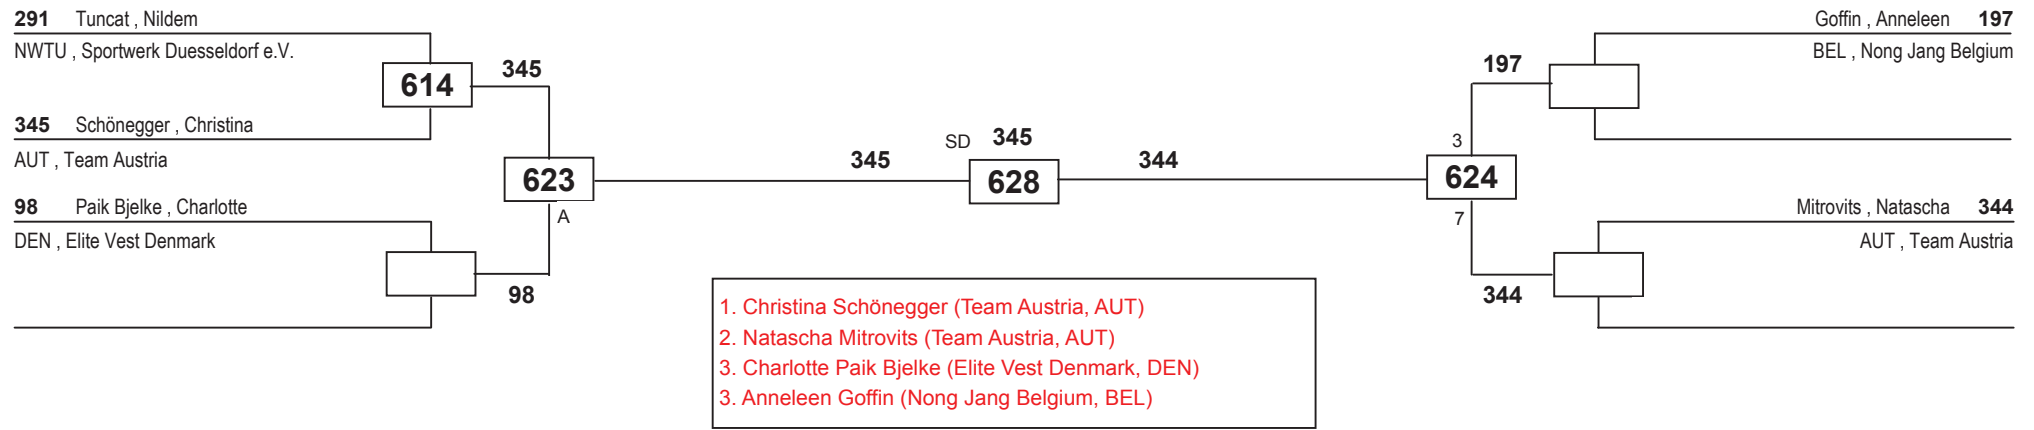 291 Tuncat , Nildem
NWTU , Sportwerk Duesseldorf e.V.
614
345
345 Schönegger , Christina
AUT , Team Austria
623
A
98 Paik Bjelke , Charlotte
DEN , Elite Vest Denmark
98
345
SD 345
628
344
Goffin , Anneleen 197
BEL , Nong Jang Belgium
197
3
624
7
Mitrovits , Natascha 344
AUT , Team Austria
344
1. Christina Schönegger (Team Austria, AUT)
2. Natascha Mitrovits (Team Austria, AUT)
3. Charlotte Paik Bjelke (Elite Vest Denmark, DEN)
3. Anneleen Goffin (Nong Jang Belgium, BEL)